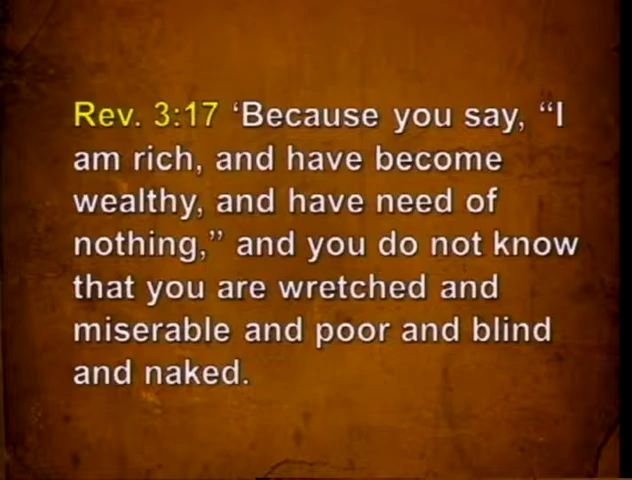 Rev. 3:17 ‘Because you say, “I
am rich, and have become
wealthy, and have need of
nothing,” and you do not know
that you are wretched and
miserable and poor and blind
and naked.